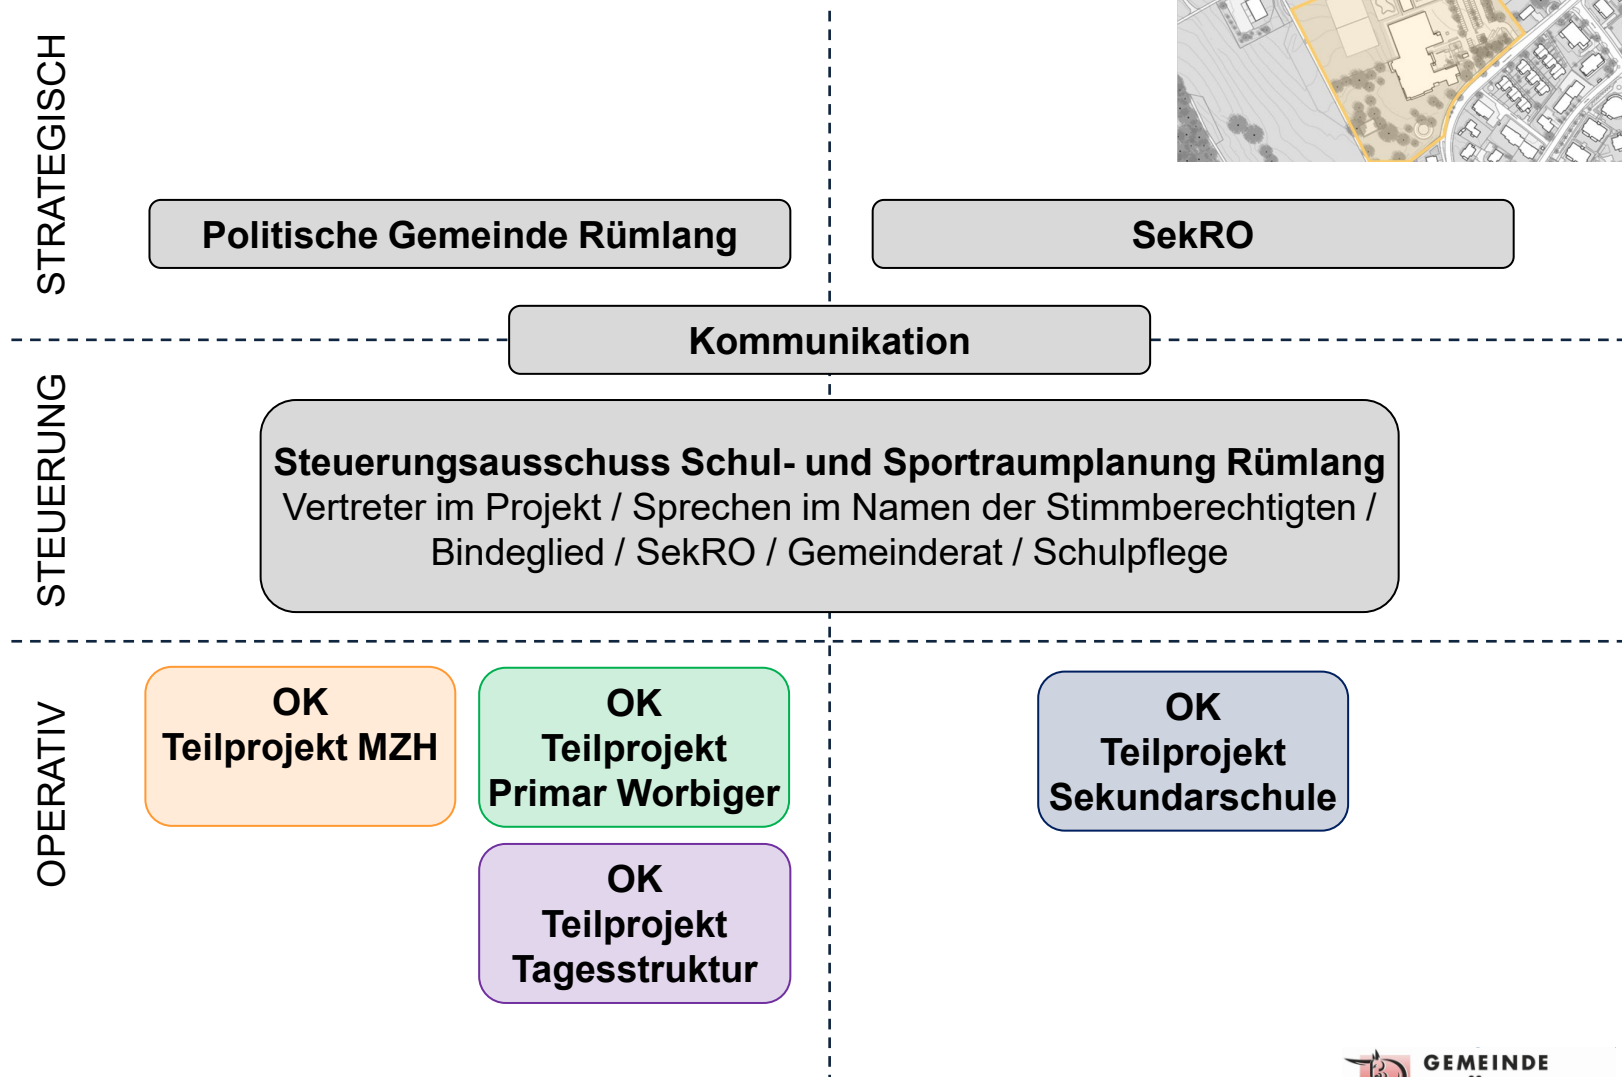 STRATEGISCH
Politische Gemeinde Rümlang
SekRO
Kommunikation
STEUERUNG
Steuerungsausschuss Schul- und Sportraumplanung Rümlang
Vertreter im Projekt / Sprechen im Namen der Stimmberechtigten /
Bindeglied / SekRO / Gemeinderat / Schulpflege
OPERATIV
OK
Teilprojekt MZH
OK
Teilprojekt
Primar Worbiger
OK
Teilprojekt
Tagesstruktur
OK
Teilprojekt
Sekundarschule
GEMEINDE